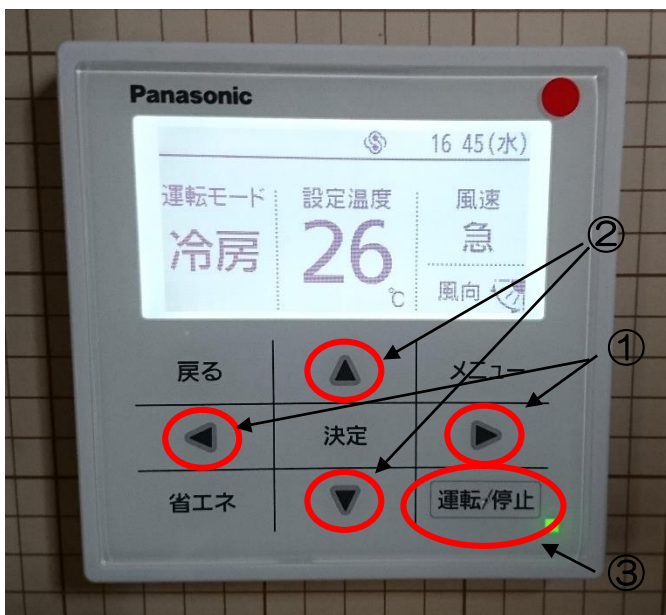 Panasonic
16 45(水)
運転モード 設定温度 風速
冷房 26℃ 急
風向
②
①
戻る メニュー
決定
省エネ 運転/停止
③